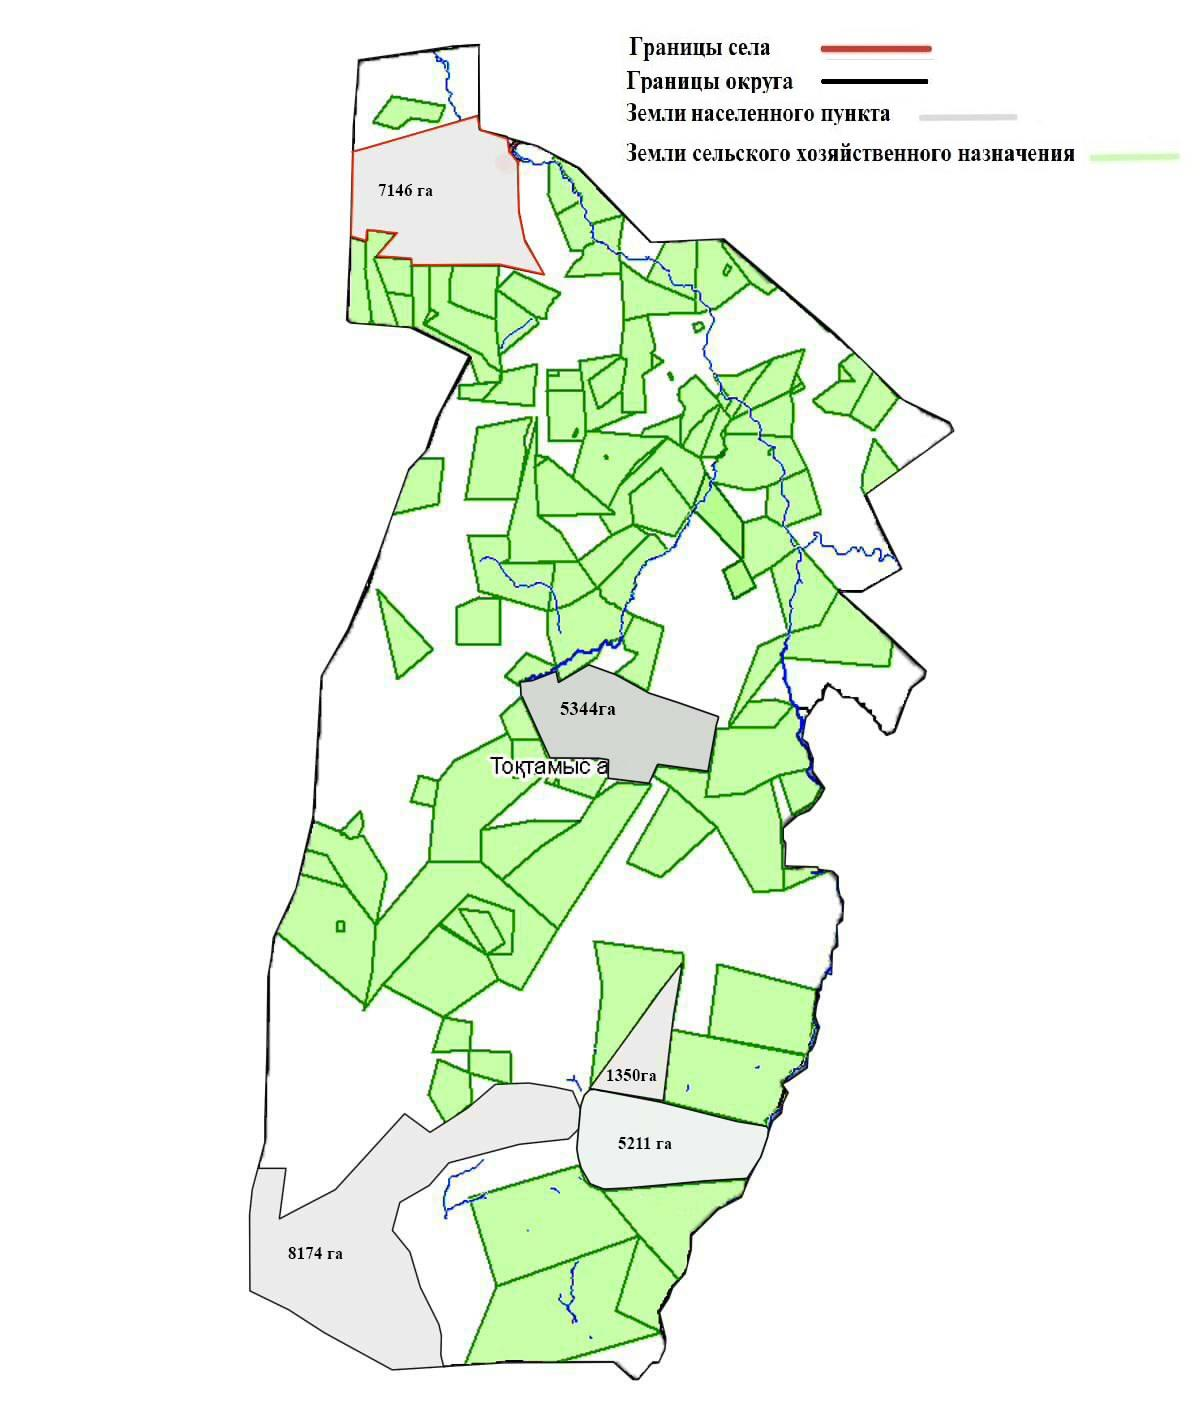 Границы села
Границы округа
Земли населенного пункта
Земли сельского хозяйственного назначения
7146 га
5344га
Тоқтамыс а
1350га
5211 га
8174 га